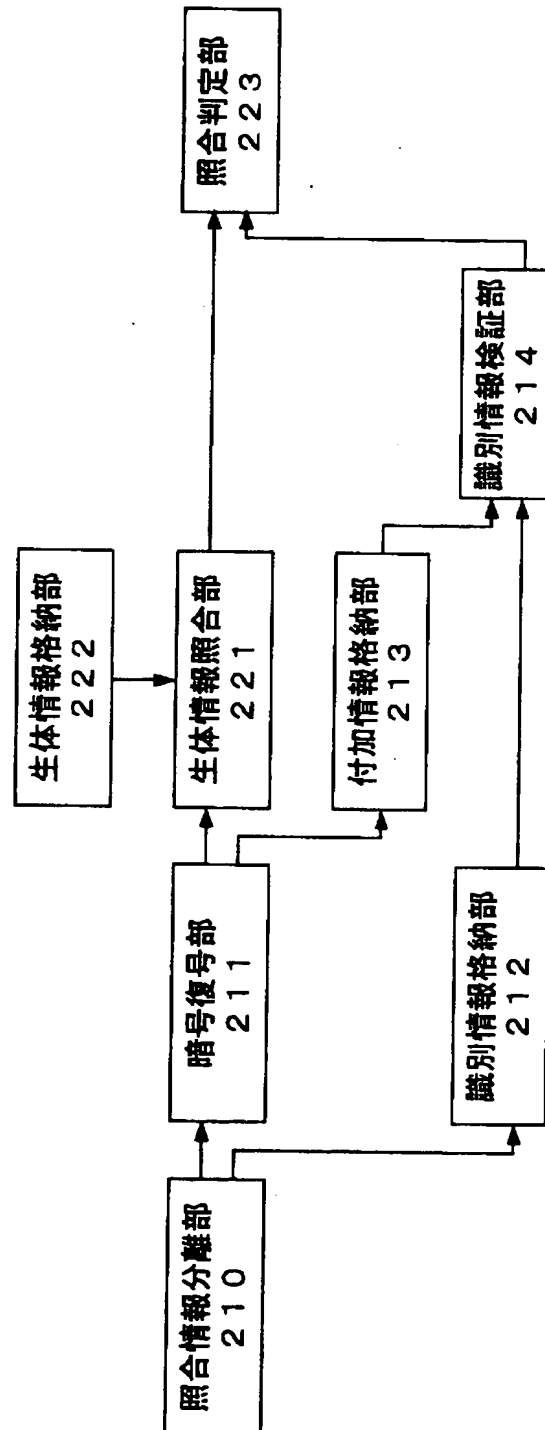 照合情報分離部
２１０
暗号復号部
２１１
生体情報格納部
２２２
生体情報照合部
２２１
照合判定部
２２３
付加情報格納部
２１３
識別情報格納部
２１２
識別情報検証部
２１４